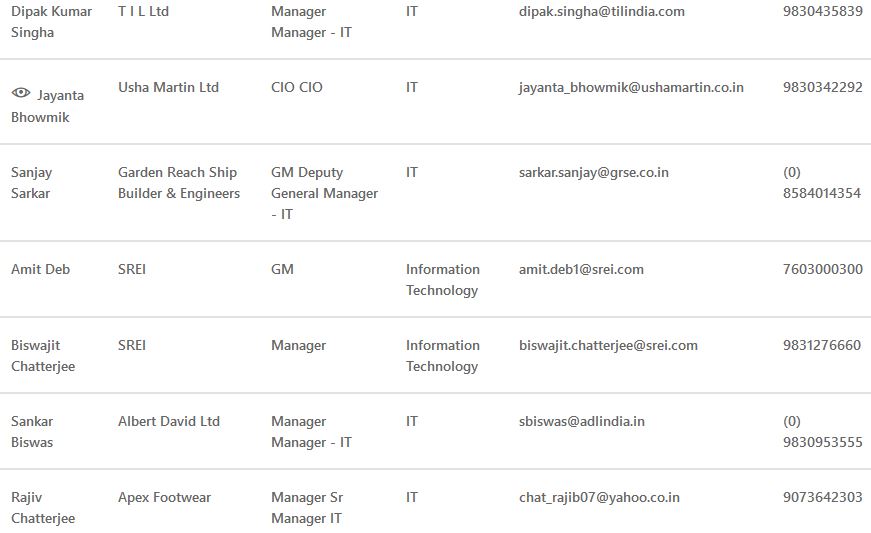 Dipak Kumar T I L Ltd Manager IT dipak.singha@tilindia.com 9830435839
Singha Manager - IT
Usha Martin Ltd CIO CIO IT jayanta_bhowmik@ushamartin.co.in 9830342292
Jayanta
Bhowmik
Sanjay Garden Reach Ship GM Deputy IT sarkar.sanjay@grse.co.in (0)
Sarkar Builder & Engineers General Manager 8584014354
- IT
Amit Deb SREI GM Information amit.deb1@srei.com 7603000300
Technology
Biswajit SREI Manager Information biswajit.chatterjee@srei.com 9831276660
Chatterjee Technology
Sankar Albert David Ltd Manager IT sbiswas@adlindia.in (0)
Biswas Manager - IT 9830953555
Rajiv Apex Footwear Manager Sr IT chat_rajib07@yahoo.co.in 9073642303
Chatterjee Manager IT